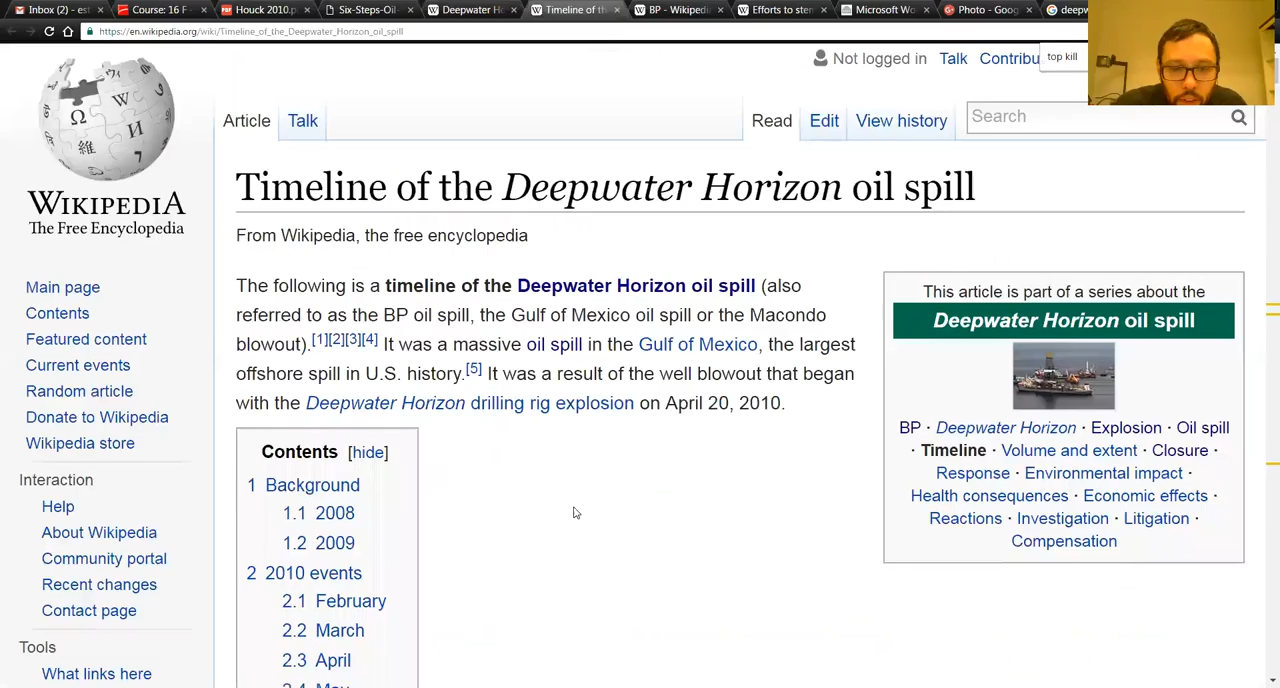 Inbox (2) - est
Course: 16 F
Houck 2010.p
Six-Steps-Oil-
Deepwater Ho
Timeline of th
BP - Wikipedi
Efforts to stem
Microsoft Wo
Photo - Goog
deepw
https://en.wikipedia.org/wiki/Timeline_of_the_Deepwater_Horizon_oil_spill
Not logged in Talk Contribu
top kill
Article Talk Read Edit View history Search
WIKIPEDIA
The Free Encyclopedia
Main page
Contents
Featured content
Current events
Random article
Donate to Wikipedia
Wikipedia store
Interaction
Help
About Wikipedia
Community portal
Recent changes
Contact page
Tools
What links here
Timeline of the Deepwater Horizon oil spill
From Wikipedia, the free encyclopedia
The following is a timeline of the Deepwater Horizon oil spill (also
referred to as the BP oil spill, the Gulf of Mexico oil spill or the Macondo
blowout).[1][2][3][4] It was a massive oil spill in the Gulf of Mexico, the largest
offshore spill in U.S. history.[5] It was a result of the well blowout that began
with the Deepwater Horizon drilling rig explosion on April 20, 2010.
Contents [hide]
1 Background
1.1 2008
1.2 2009
2 2010 events
2.1 February
2.2 March
2.3 April
This article is part of a series about the
Deepwater Horizon oil spill
BP · Deepwater Horizon · Explosion · Oil spill
· Timeline · Volume and extent · Closure ·
Response · Environmental impact ·
Health consequences · Economic effects ·
Reactions · Investigation · Litigation ·
Compensation